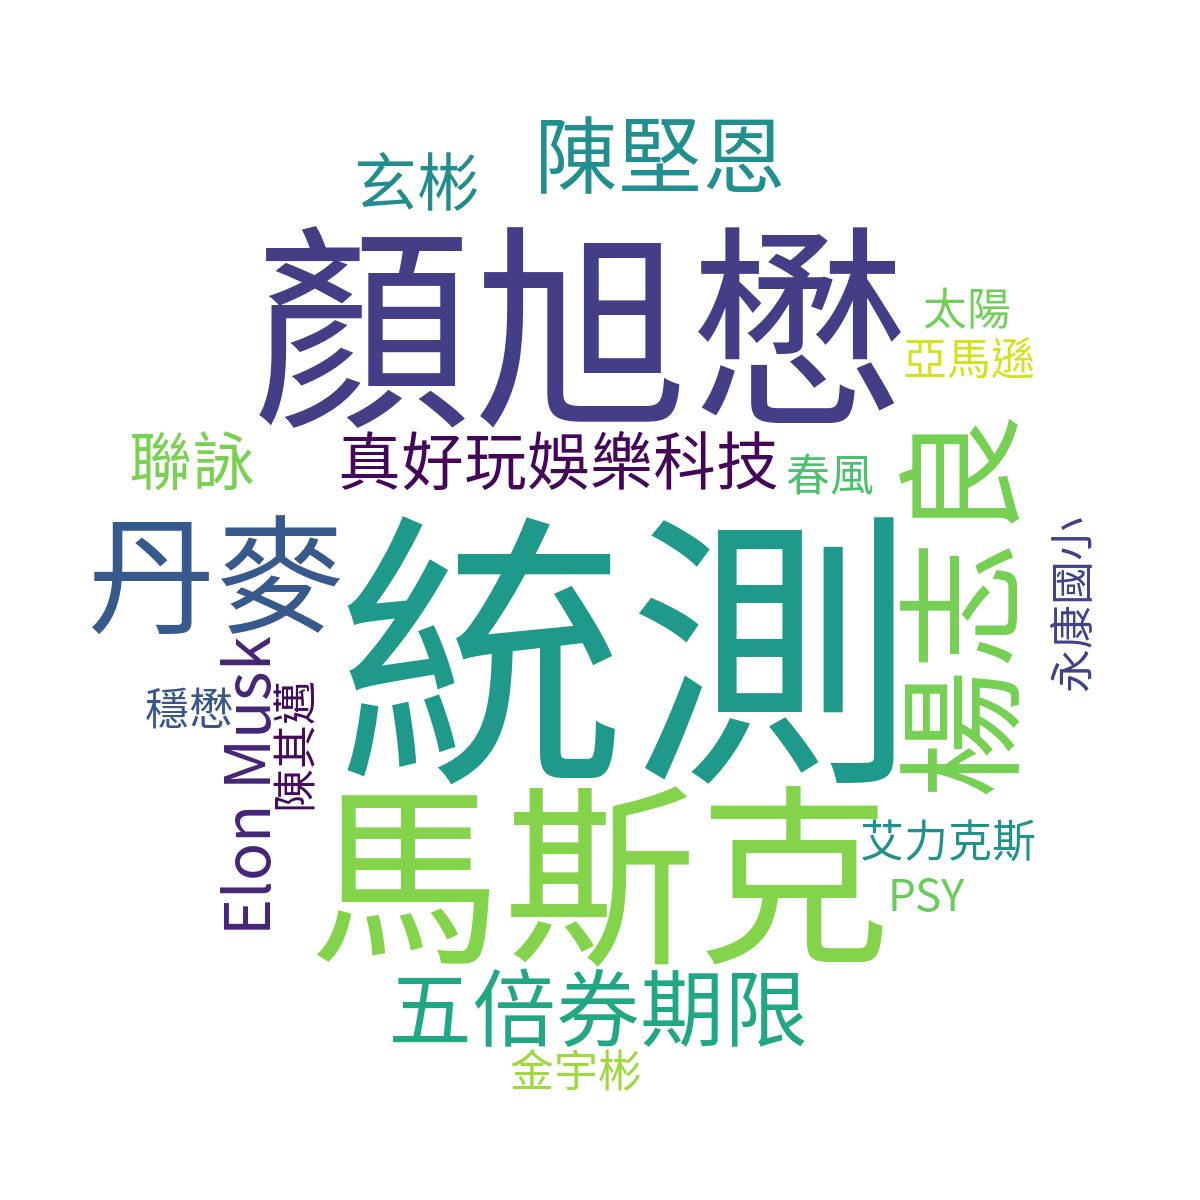 陳堅恩
玄彬
顏旭懋
太陽
亞馬遜
真好玩娛樂科技
聯詠
春風
楊志良
統測
丹麥
永康國小
Elon Musk
陳其邁
穩懋
馬斯克
艾力克斯
PSY
五倍券期限
金宇彬